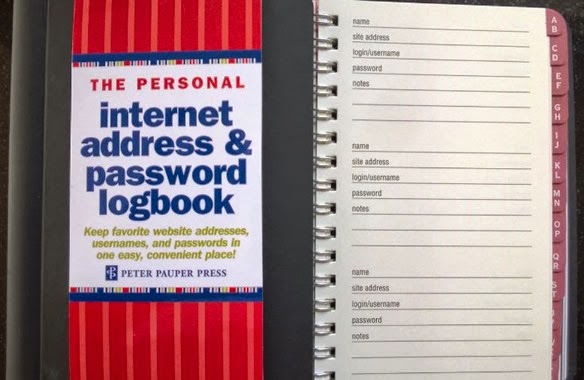 THE PERSONAL
internet
address &
password
logbook
Keep favorite website addresses,
usernames, and passwords in
one easy, convenient place!
PETER PAUPER PRESS
name
site address
login/username
password
notes
name
site address
login/username
password
notes
name
site address
login/username
password
notes
AB
CD
EF
GH
IJ
KL
MN
OP
QR
ST